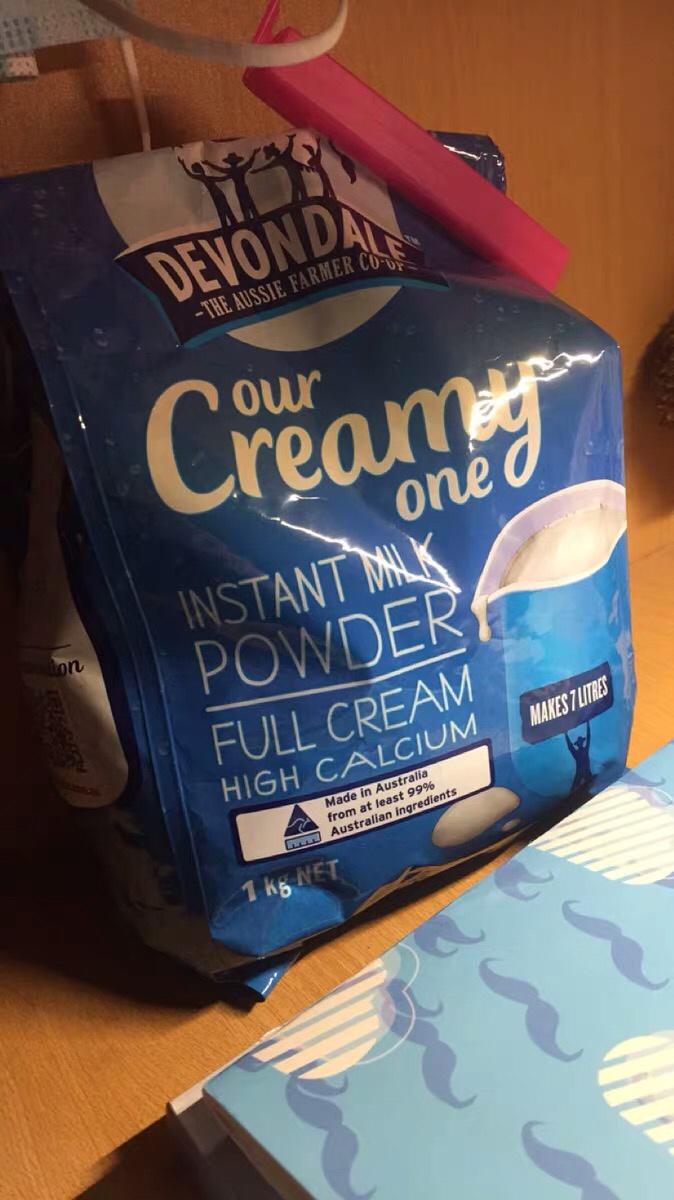 DEVONDALE™
-THE AUSSIE FARMER CO-OP-
our
Creamy
one
INSTANT MILK
POWDER
FULL CREAM
HIGH CALCIUM
MAKES 7 LITRES
Made in Australia
from at least 99%
Australian ingredients
1 kg NET